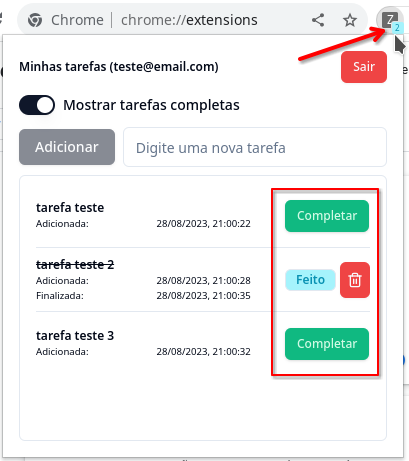 Chrome chrome://extensions
Z
2
Minhas tarefas (teste@email.com)
Sair
Mostrar tarefas completas
Adicionar
Digite uma nova tarefa
tarefa teste
Adicionada: 28/08/2023, 21:00:22
Completar
tarefa teste 2
Adicionada: 28/08/2023, 21:00:28
Finalizada: 28/08/2023, 21:00:35
Feito
tarefa teste 3
Adicionada: 28/08/2023, 21:00:32
Completar